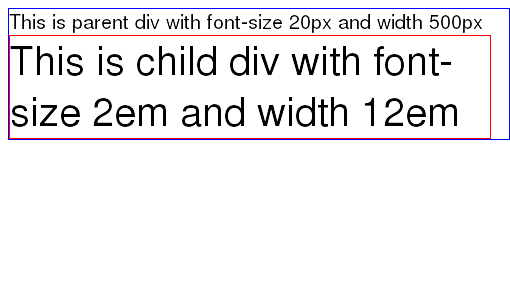 This is parent div with font-size 20px and width 500px
This is child div with font-
size 2em and width 12em